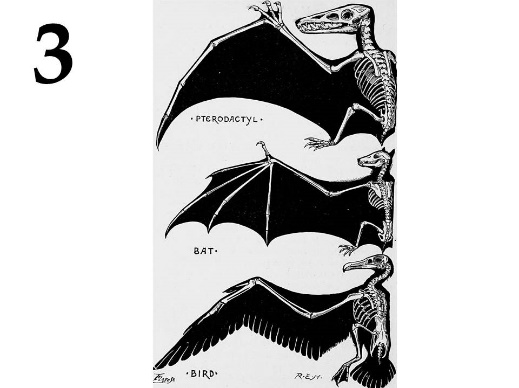 3
·PTERODACTYL·
BAT·
·BIRD·
R·E·H·